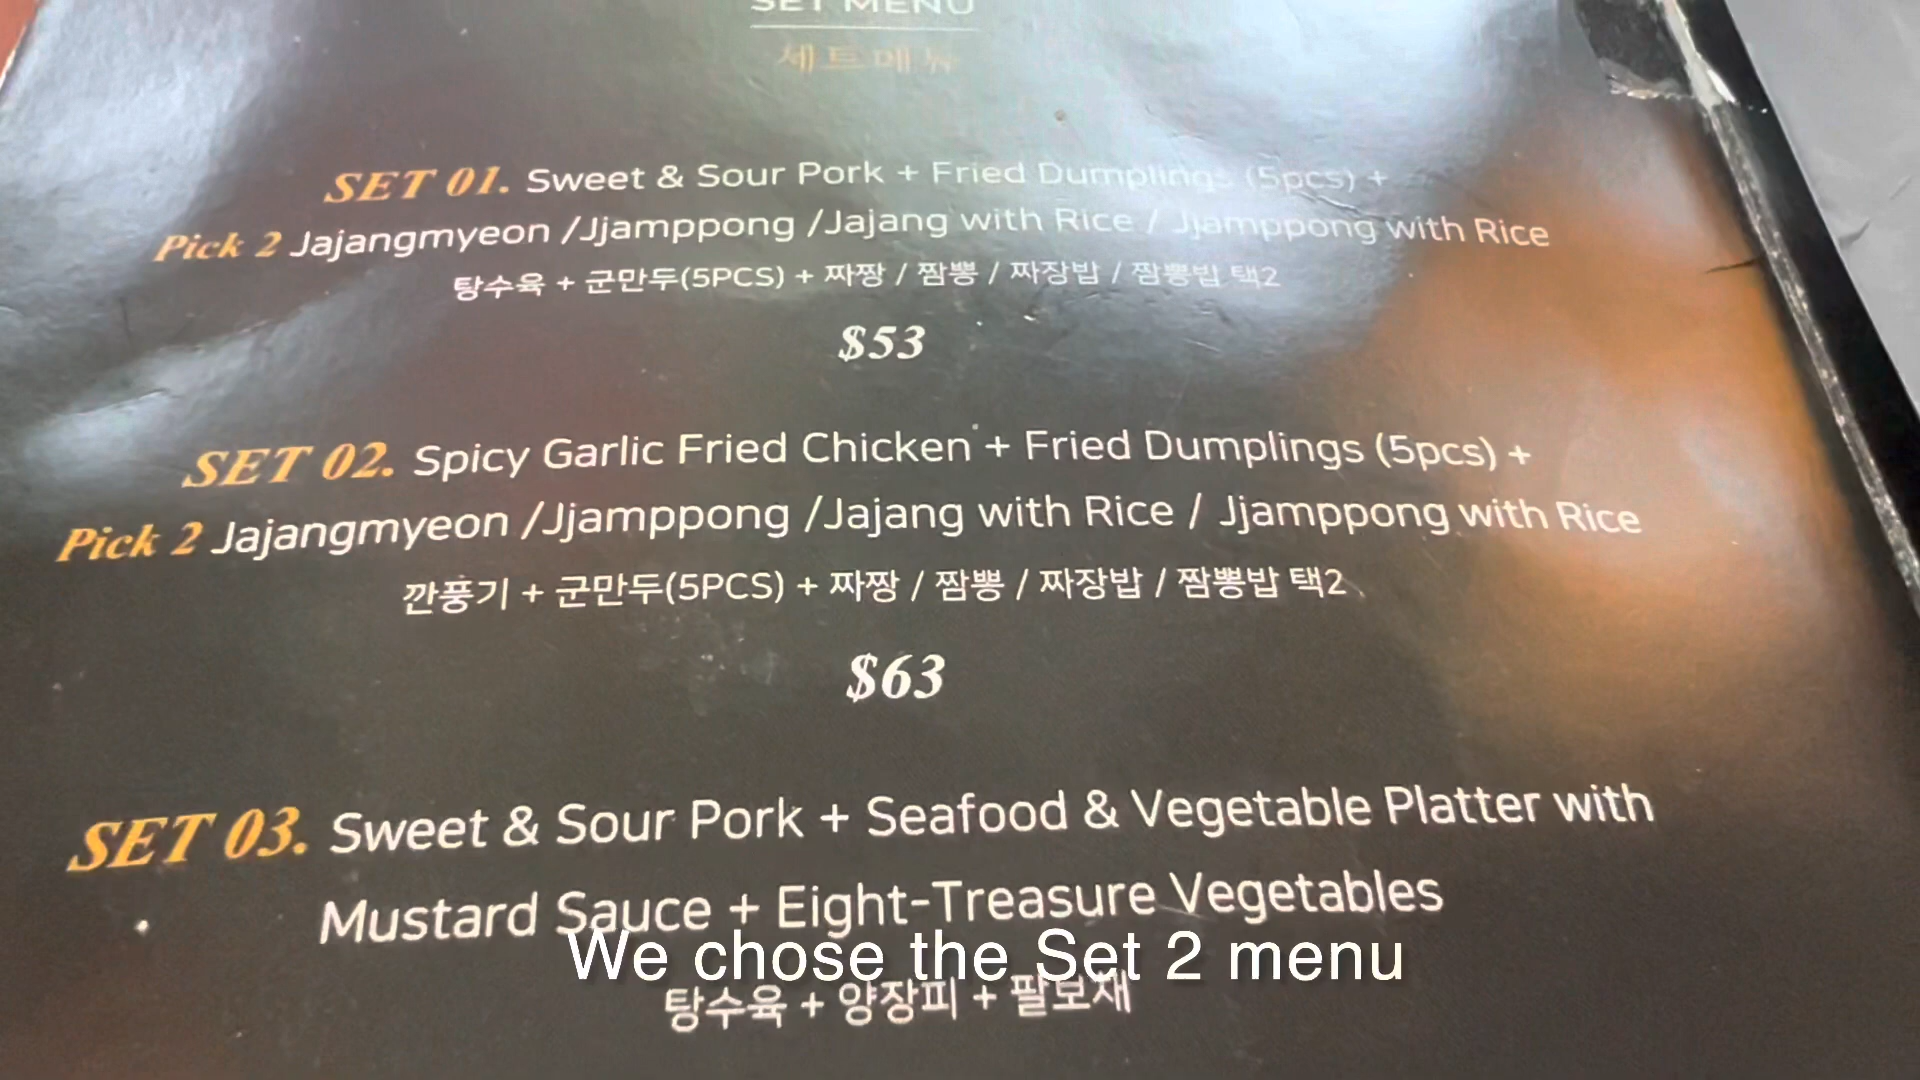 SET MENU
세트메뉴
SET 01. Sweet & Sour Pork + Fried Dumplings (5pcs) +
Pick 2 Jajangmyeon /Jjamppong /Jajang with Rice / Jjamppong with Rice
탕수육 + 군만두(5PCS) + 짜짱 / 짬뽕 / 짜장밥 / 짬뽕밥 택2
$53
SET 02. Spicy Garlic Fried Chicken + Fried Dumplings (5pcs) +
Pick 2 Jajangmyeon /Jjamppong /Jajang with Rice / Jjamppong with Rice
깐풍기 + 군만두(5PCS) + 짜짱 / 짬뽕 / 짜장밥 / 짬뽕밥 택2
$63
SET 03. Sweet & Sour Pork + Seafood & Vegetable Platter with
Mustard Sauce + Eight-Treasure Vegetables
We chose the Set 2 menu
탕수육 + 양장피 + 팔보채